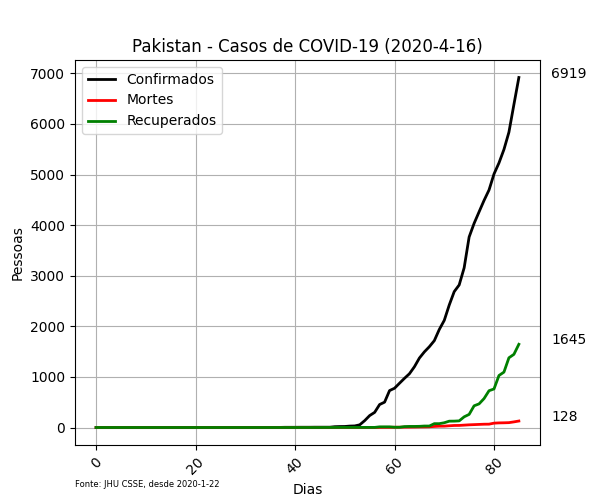 Pakistan - Casos de COVID-19 (2020-4-16)
Confirmados
Mortes
Recuperados
7000
6000
5000
4000
3000
2000
1000
0
Pessoas
6919
1645
128
0
20
40
60
80
Dias
Fonte: JHU CSSE, desde 2020-1-22